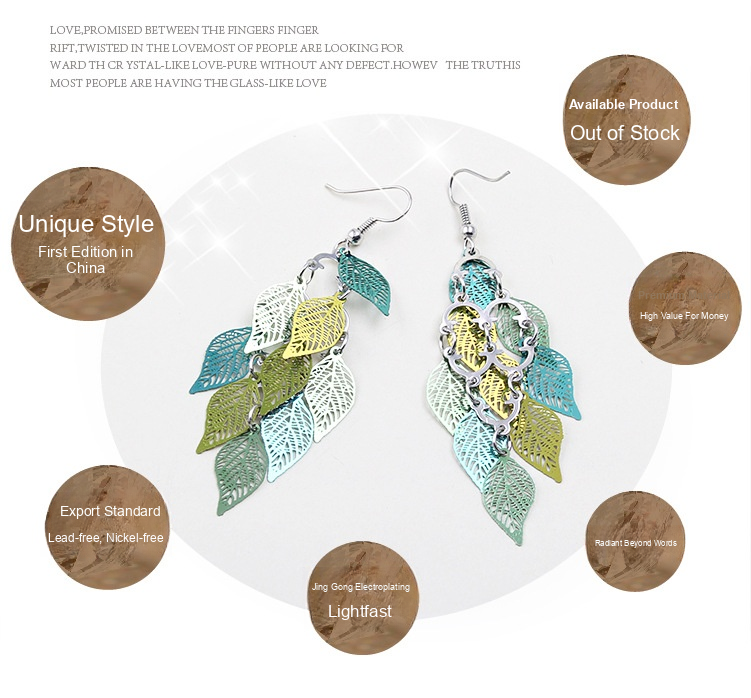 LOVE,PROMISED BETWEEN THE FINGERS FINGER
RIFT,TWISTED IN THE LOVEMOST OF PEOPLE ARE LOOKING FOR
WARD TH CR YSTAL-LIKE LOVE-PURE WITHOUT ANY DEFECT.HOWEV THE TRUTHIS
MOST PEOPLE ARE HAVING THE GLASS-LIKE LOVE
Available Product
Out of Stock
Unique Style
First Edition in
China
High Value For Money
Export Standard
Lead-free, Nickel-free
Radiant Beyond Words
Jing Gong Electroplating
Lightfast